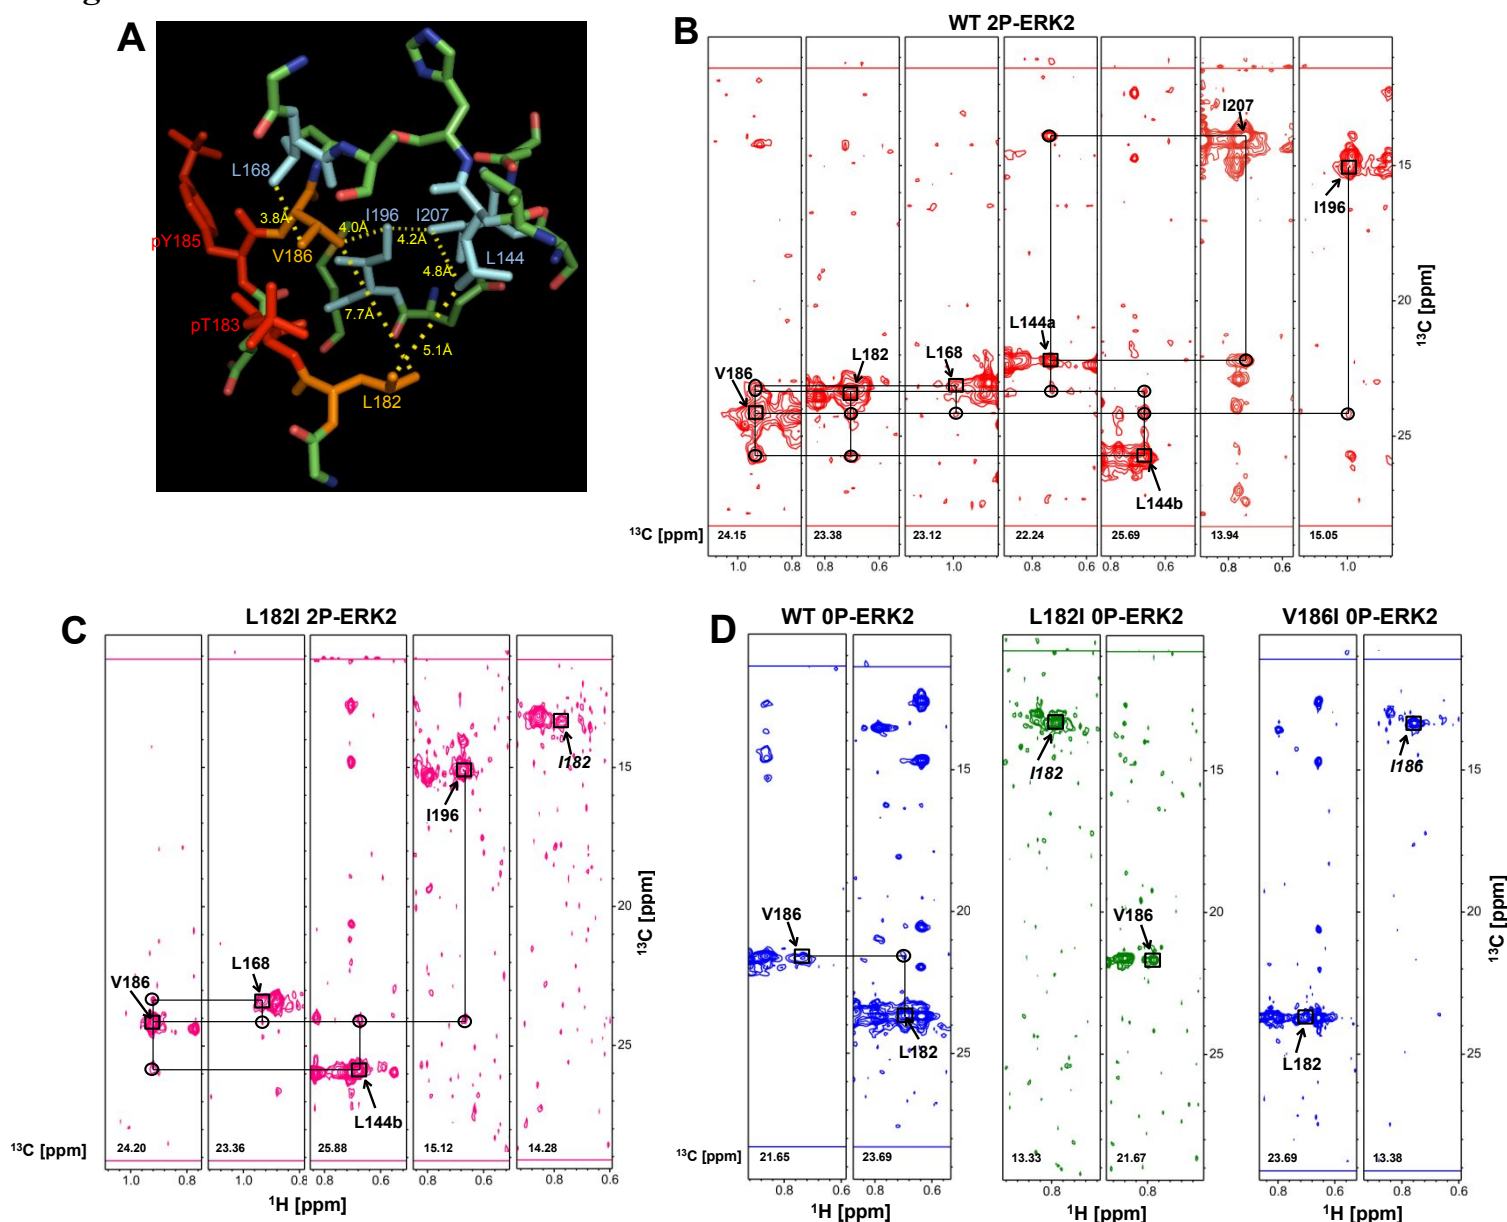 g
A
L168
3.8Å
4.0Å
I196
I207
4.2Å
pY185
V186
4.8Å
L144
pT183
7.7Å
5.1Å
L182
B
WT 2P-ERK2
I207
I196
L144a
V186
L182
L168
L144b
15
20
25
¹³C [ppm]
¹³C [ppm]
24.15
23.38
23.12
22.24
25.69
13.94
15.05
1.0 0.8 0.8 0.6 1.0 0.8 0.6 0.8 0.6 0.8 0.6 1.0
C
L182I 2P-ERK2
I182
I196
V186
L168
L144b
15
20
25
¹³C [ppm]
¹³C [ppm]
24.20
23.36
25.88
15.12
14.28
1.0 0.8 1.0 0.8 0.8 0.6 0.8 0.6 0.8 0.6
¹H [ppm]
D
WT 0P-ERK2
L182I 0P-ERK2
V186I 0P-ERK2
V186
L182
15
20
25
I182
V186
15
20
25
I186
L182
15
20
25
¹³C [ppm]
¹³C [ppm]
21.65
23.69
13.33
21.67
23.69
13.38
0.8 0.6 0.8 0.6 0.8 0.8 0.8 0.6 0.8 0.6
¹H [ppm]
¹H [ppm]
¹H [ppm]